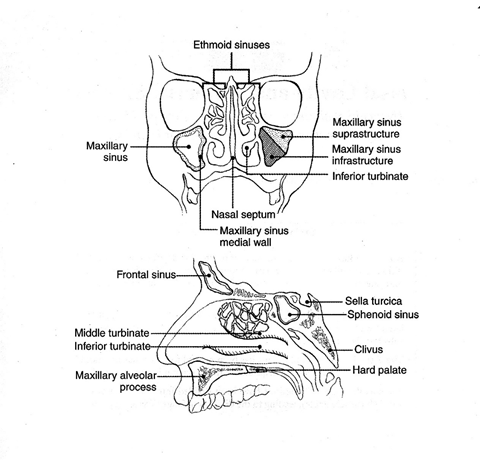 Ethmoid sinuses
Maxillary sinus
suprastructure
Maxillary
sinus
Maxillary sinus
infrastructure
Inferior turbinate
Nasal septum
Maxillary sinus
medial wall
Frontal sinus
Sella turcica
Sphenoid sinus
Middle turbinate
Inferior turbinate
Clivus
Hard palate
Maxillary alveolar
process